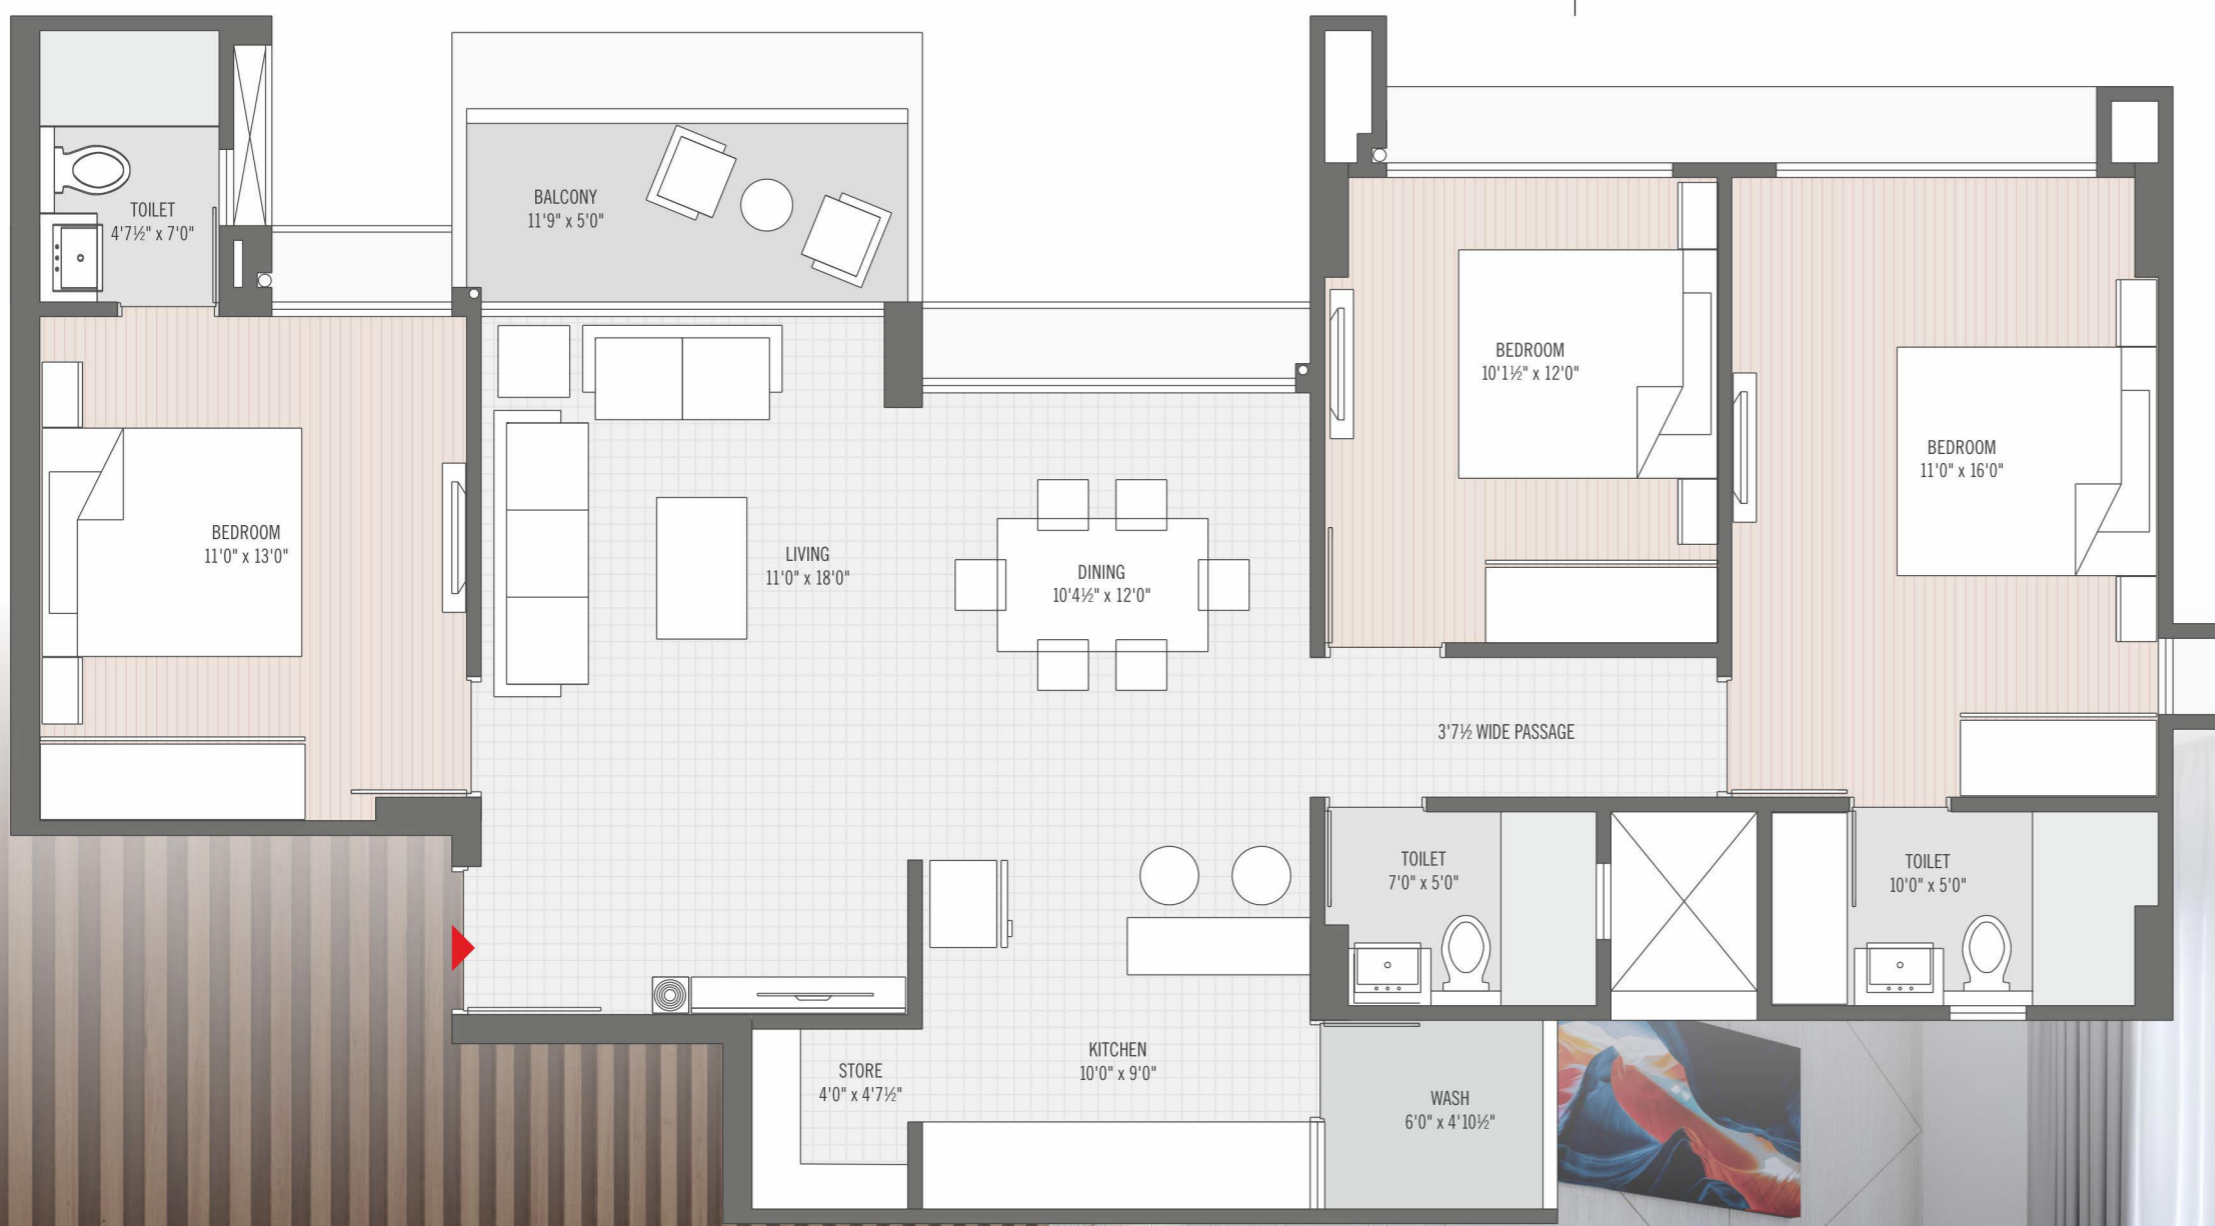 TOILET
4'7½" x 7'0"
BALCONY
11'9" x 5'0"
BEDROOM
10'1½" x 12'0"
BEDROOM
11'0" x 16'0"
BEDROOM
11'0" x 13'0"
LIVING
11'0" x 18'0"
DINING
10'4½" x 12'0"
3'7½ WIDE PASSAGE
TOILET
7'0" x 5'0"
TOILET
10'0" x 5'0"
KITCHEN
10'0" x 9'0"
STORE
4'0" x 4'7½"
WASH
6'0" x 4'10½"